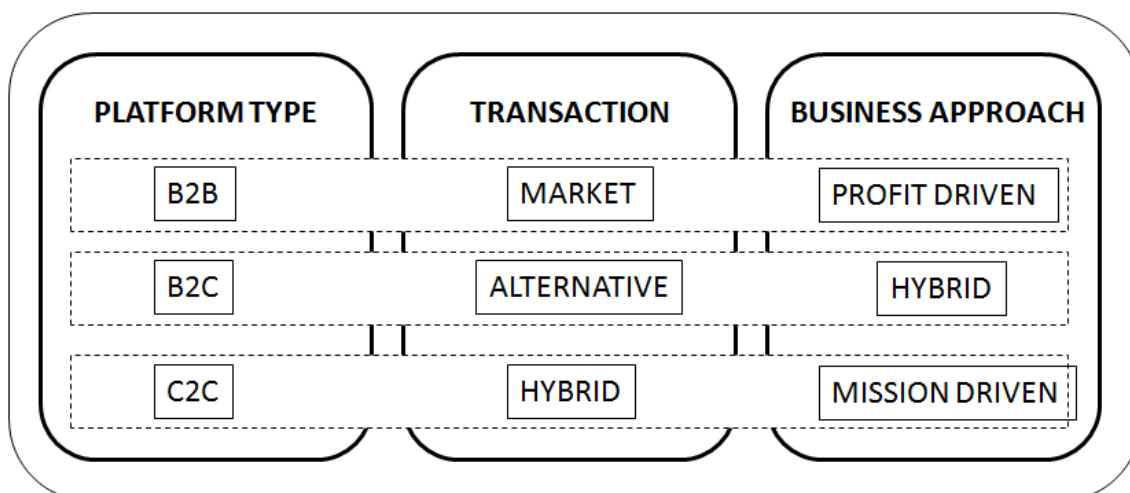 PLATFORM TYPE TRANSACTION BUSINESS APPROACH
B2B MARKET PROFIT DRIVEN
B2C ALTERNATIVE HYBRID
C2C HYBRID MISSION DRIVEN